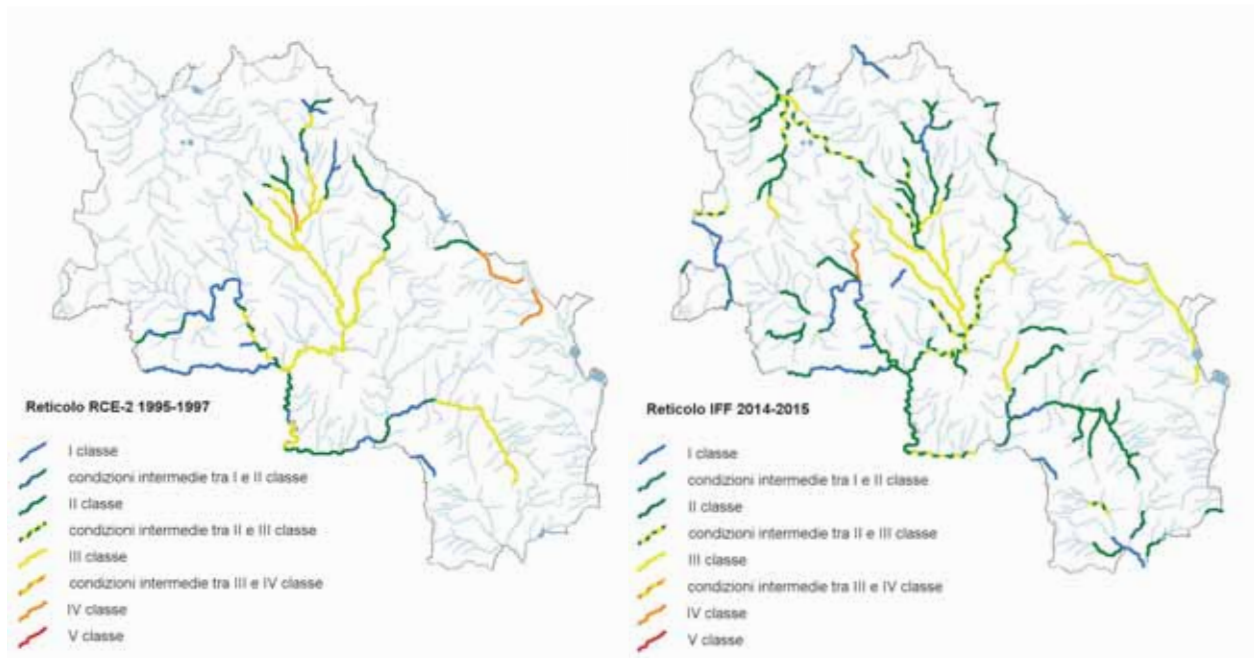 Reticolo RCE-2 1995-1997
I classe
condizioni intermedie tra I e II classe
II classe
condizioni intermedie tra II e III classe
III classe
condizioni intermedie tra III e IV classe
IV classe
V classe
Reticolo IFF 2014-2015
I classe
condizioni intermedie tra I e II classe
II classe
condizioni intermedie tra II e III classe
III classe
condizioni intermedie tra III e IV classe
IV classe
V classe